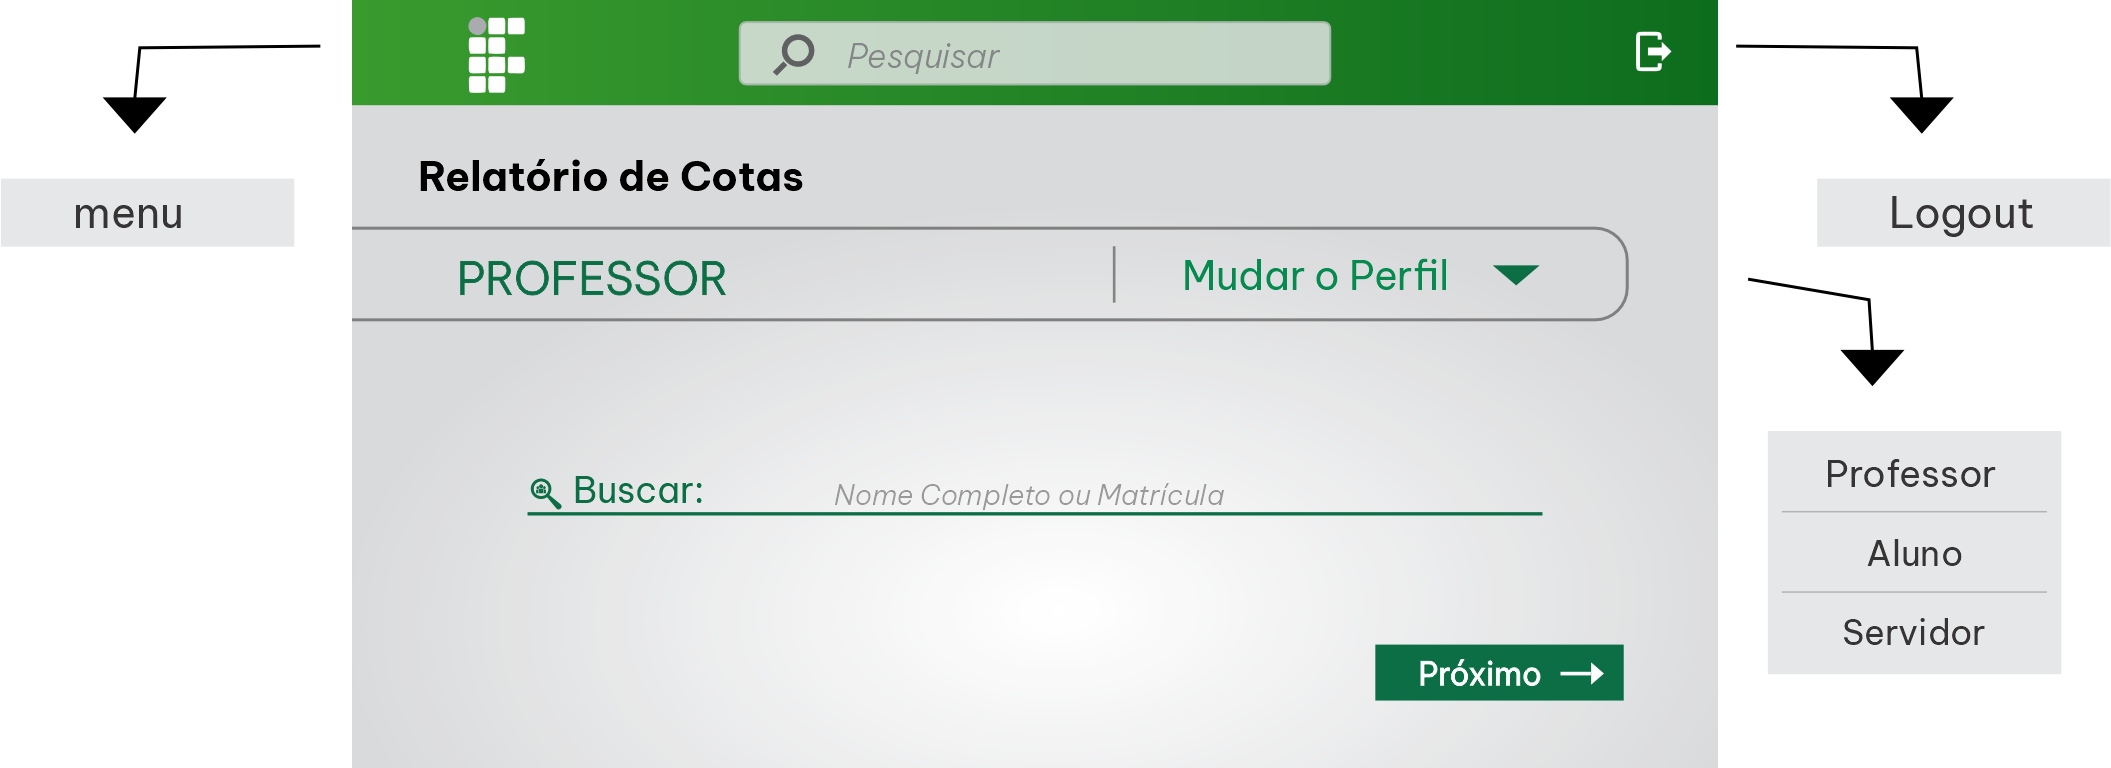 Pesquisar
menu
Logout
Relatório de Cotas
PROFESSOR
Mudar o Perfil
Buscar:
Nome Completo ou Matrícula
Próximo
Professor
Aluno
Servidor